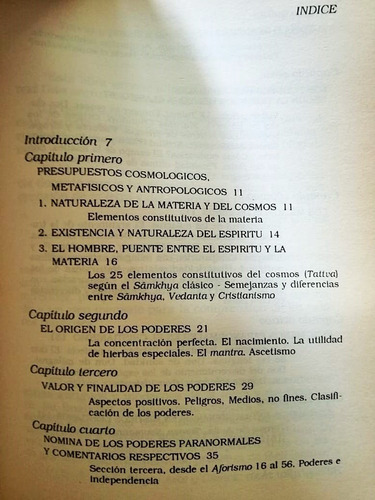 INDICE
Introducción 7
Capitulo primero
PRESUPUESTOS COSMOLOGICOS,
METAFISICOS Y ANTROPOLOGICOS 11
1. NATURALEZA DE LA MATERIA Y DEL COSMOS 11
Elementos constitutivos de la materia
2. EXISTENCIA Y NATURALEZA DEL ESPIRITU 14
3. EL HOMBRE, PUENTE ENTRE EL ESPIRITU Y LA
MATERIA 16
Los 25 elementos constitutivos del cosmos (Tattva)
según el Sâmkhya clásico - Semejanzas y diferencias
entre Sâmkhya, Vedanta y Cristianismo
Capitulo segundo
EL ORIGEN DE LOS PODERES 21
La concentración perfecta. El nacimiento. La utilidad
de hierbas especiales. El mantra. Ascetismo
Capitulo tercero
VALOR Y FINALIDAD DE LOS PODERES 29
Aspectos positivos. Peligros, Medios, no fines. Clasifi-
cación de los poderes.
Capitulo cuarto
NOMINA DE LOS PODERES PARANORMALES
Y COMENTARIOS RESPECTIVOS 35
Sección tercera, desde el Aforismo 16 al 56. Poderes e
independencia